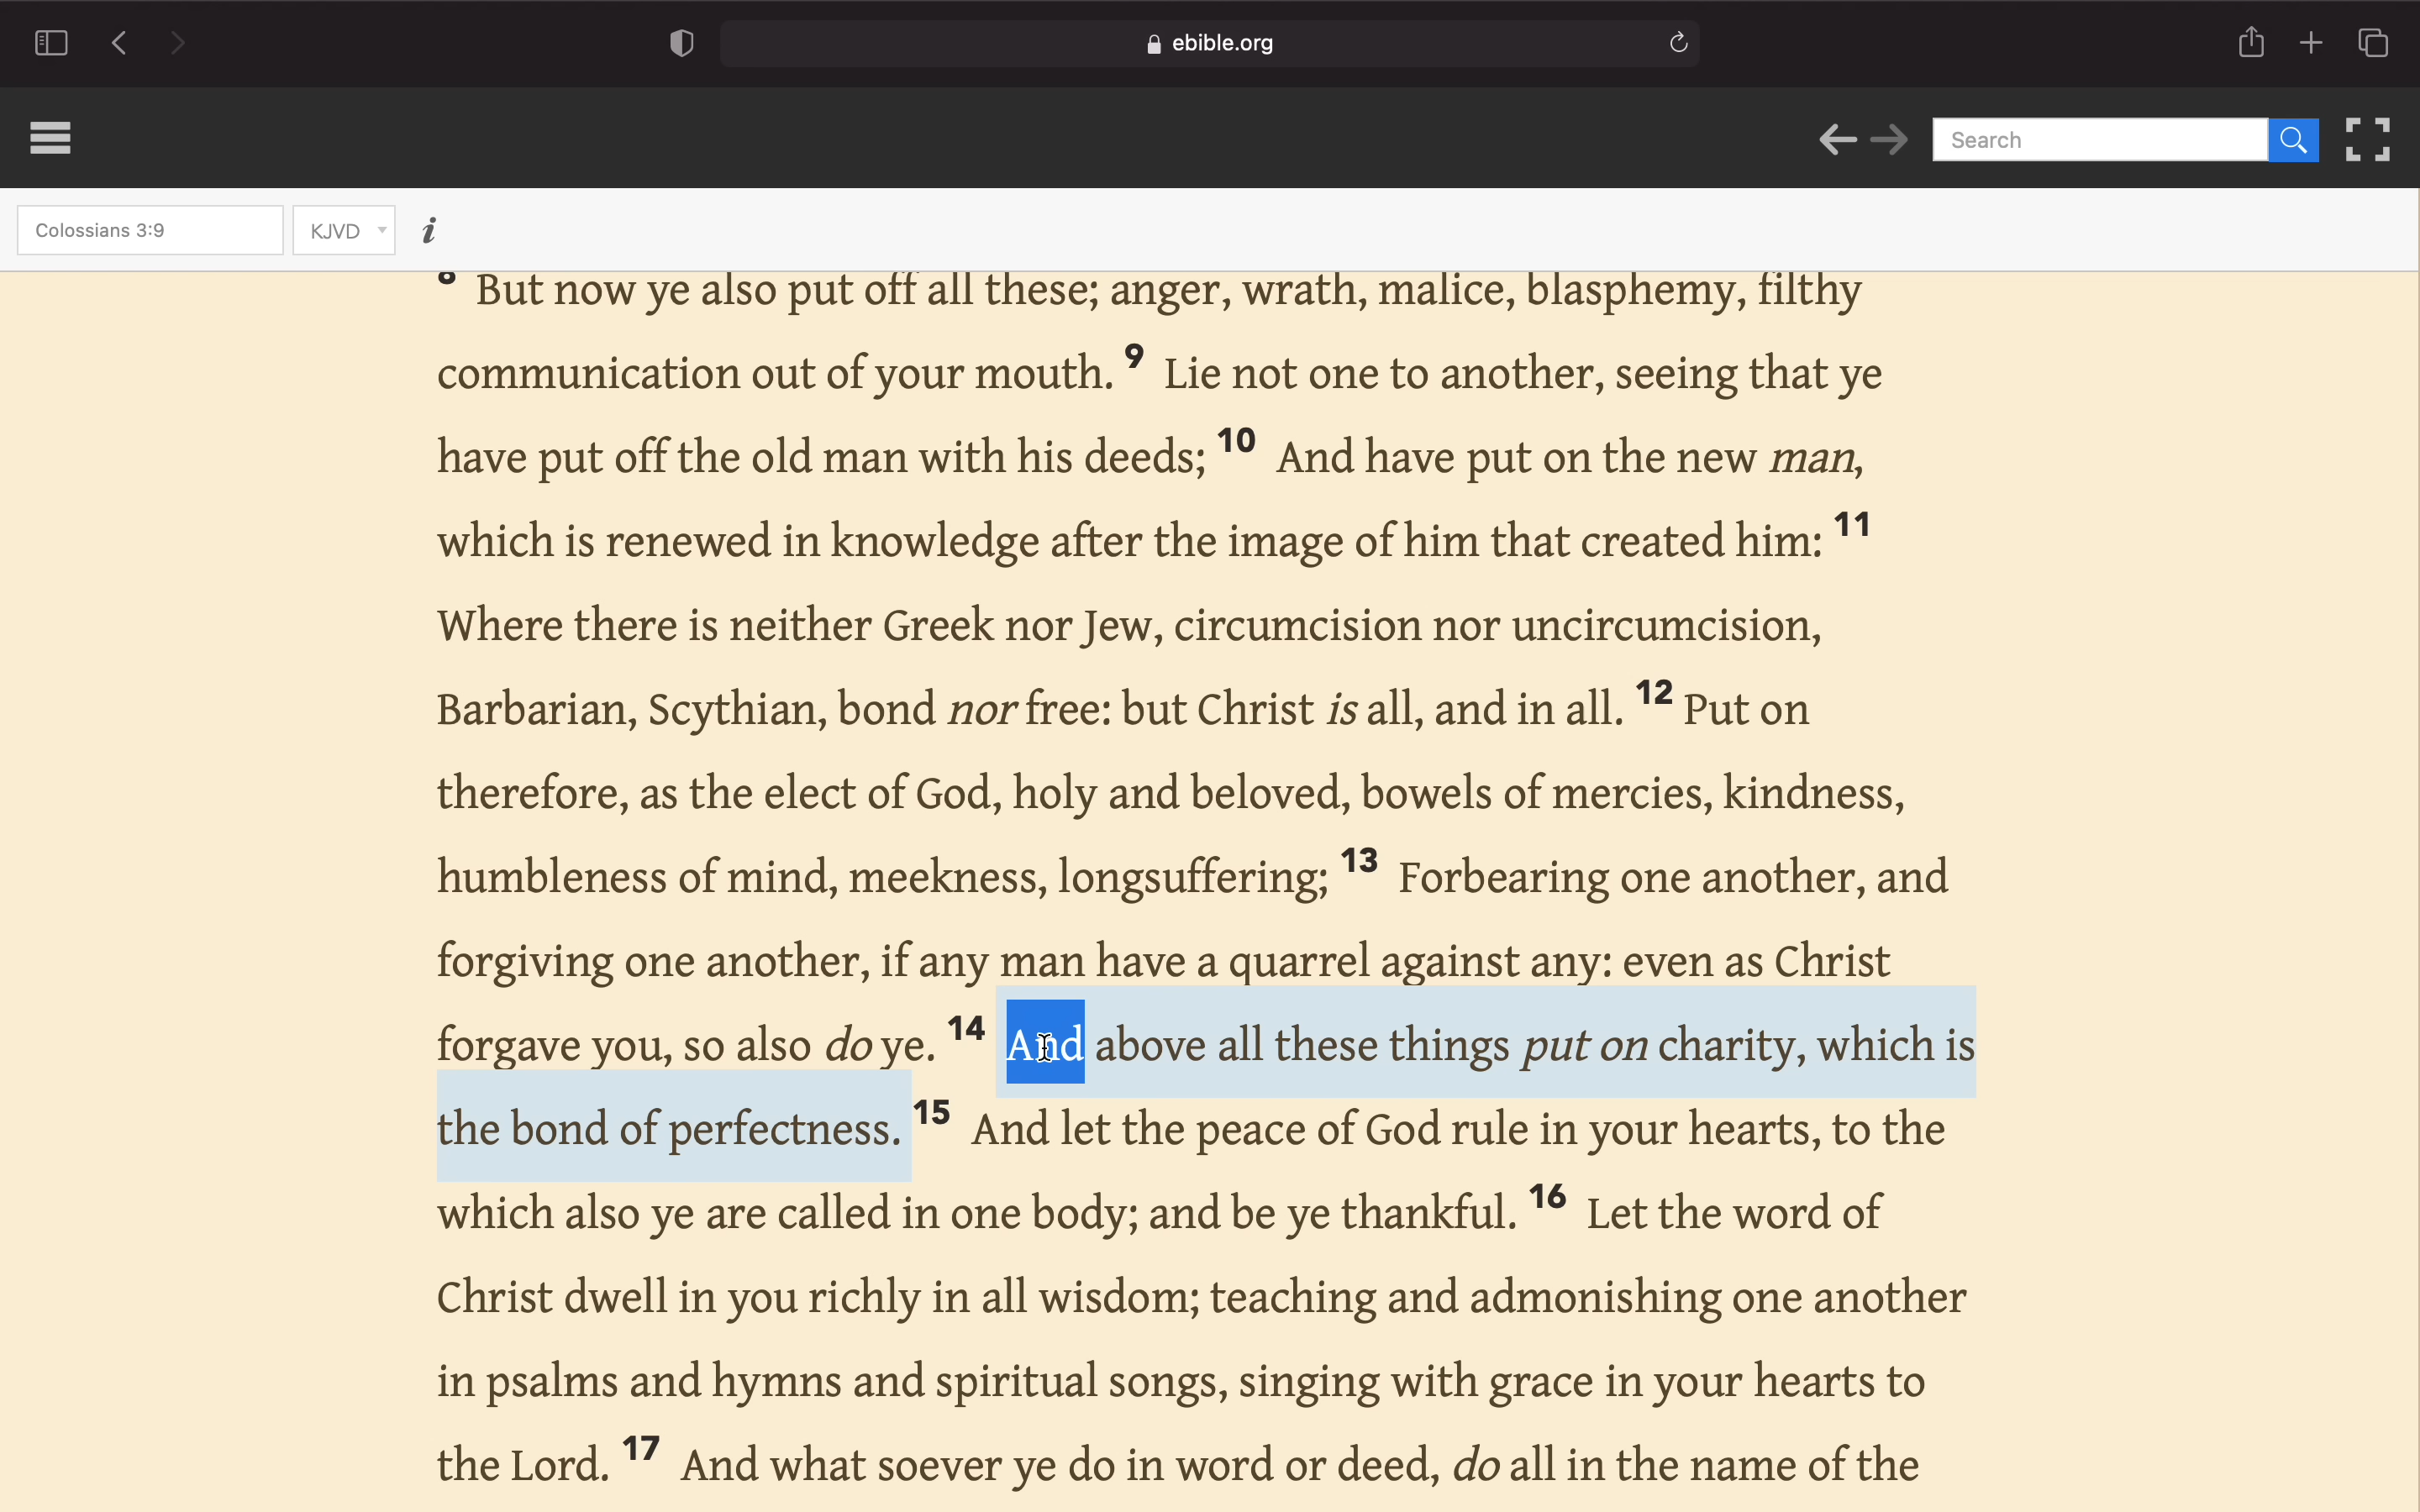 ebible.org
Search
Colossians 3:9 KJVD i
8 But now ye also put off all these; anger, wrath, malice, blasphemy, filthy
communication out of your mouth. 9 Lie not one to another, seeing that ye
have put off the old man with his deeds; 10 And have put on the new man,
which is renewed in knowledge after the image of him that created him: 11
Where there is neither Greek nor Jew, circumcision nor uncircumcision,
Barbarian, Scythian, bond nor free: but Christ is all, and in all. 12 Put on
therefore, as the elect of God, holy and beloved, bowels of mercies, kindness,
humbleness of mind, meekness, longsuffering; 13 Forbearing one another, and
forgiving one another, if any man have a quarrel against any: even as Christ
forgave you, so also do ye. 14 And above all these things put on charity, which is
the bond of perfectness. 15 And let the peace of God rule in your hearts, to the
which also ye are called in one body; and be ye thankful. 16 Let the word of
Christ dwell in you richly in all wisdom; teaching and admonishing one another
in psalms and hymns and spiritual songs, singing with grace in your hearts to
the Lord. 17 And what soever ye do in word or deed, do all in the name of the